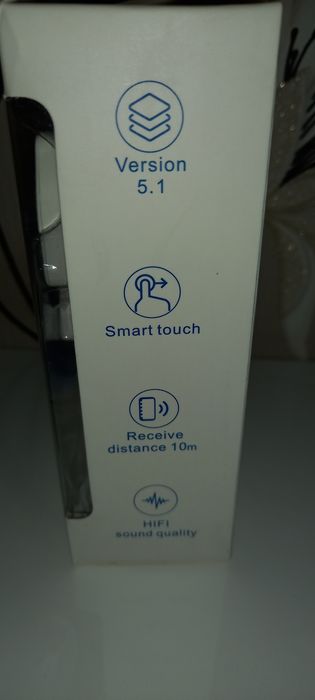 Version
5.1
Smart touch
Receive
distance 10m
HIFI
sound quality